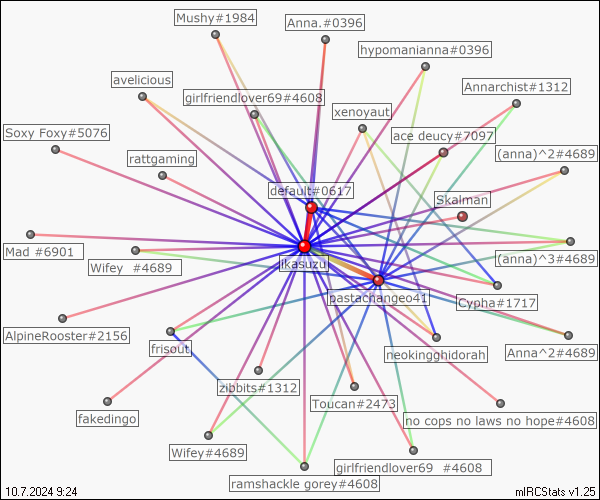 Mushy#1984
Anna.#0396
hypomanianna#0396
avelicious
girlfriendlover69#4608
Annarchist#1312
xenoyaut
Soxy Foxy#5076
ace deucy#7097
(anna)^2#4689
rattgaming
default#0617
Skalman
Mad #6901
Wifey #4689
jikasuzu
(anna)^3#4689
pastachangeo41
Cypha#1717
AlpineRooster#2156
frisout
neokingghidorah
Anna^2#4689
zibbits#1312
Toucan#2473
fakedingo
no cops no laws no hope#4608
Wifey#4689
girlfriendlover69 #4608
ramshackle gorey#4608
10.7.2024 9:24
mIRCStats v1.25